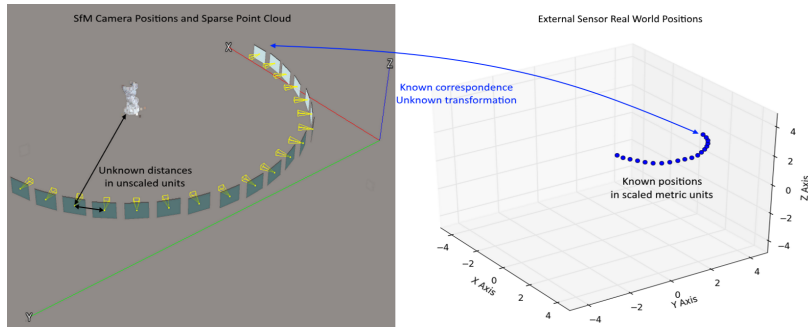 SfM Camera Positions and Sparse Point Cloud
External Sensor Real World Positions
X
Z
Known correspondence
Unknown transformation
Unknown distances
in unscaled units
Y
Known positions
in scaled metric units
4
2
0
−2
−4
Z Axis
−4
−2
0
2
4
X Axis
−4
−2
0
2
4
Y Axis